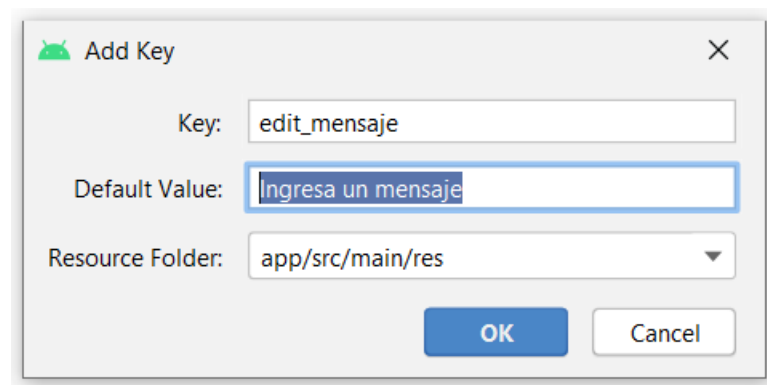 Add Key
Key: edit_mensaje
Default Value: Ingresa un mensaje
Resource Folder: app/src/main/res
OK Cancel